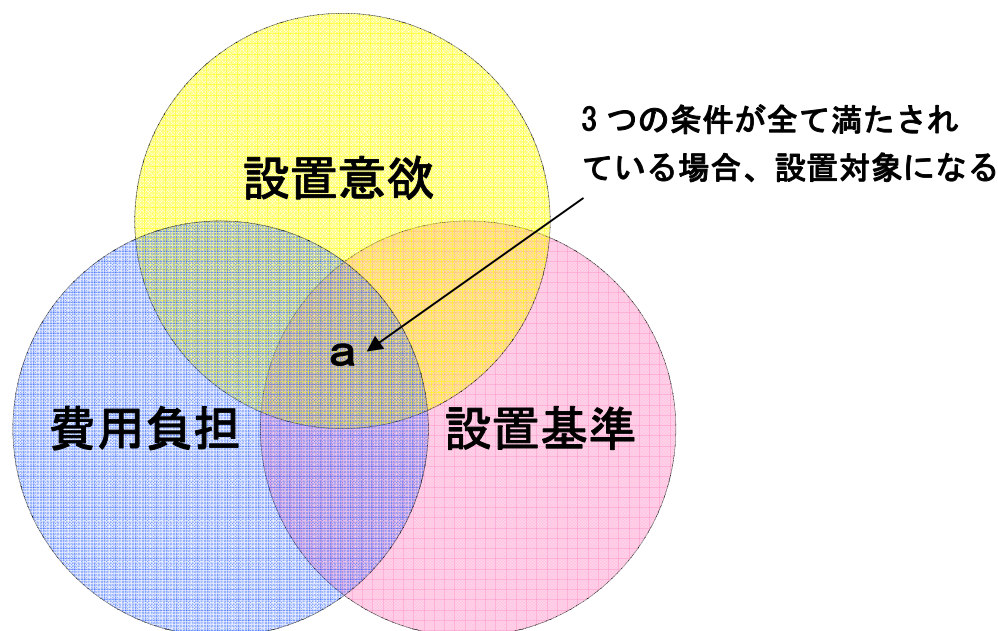 3つの条件が全て満たされ
ている場合、設置対象になる
設置意欲
a
費用負担
設置基準